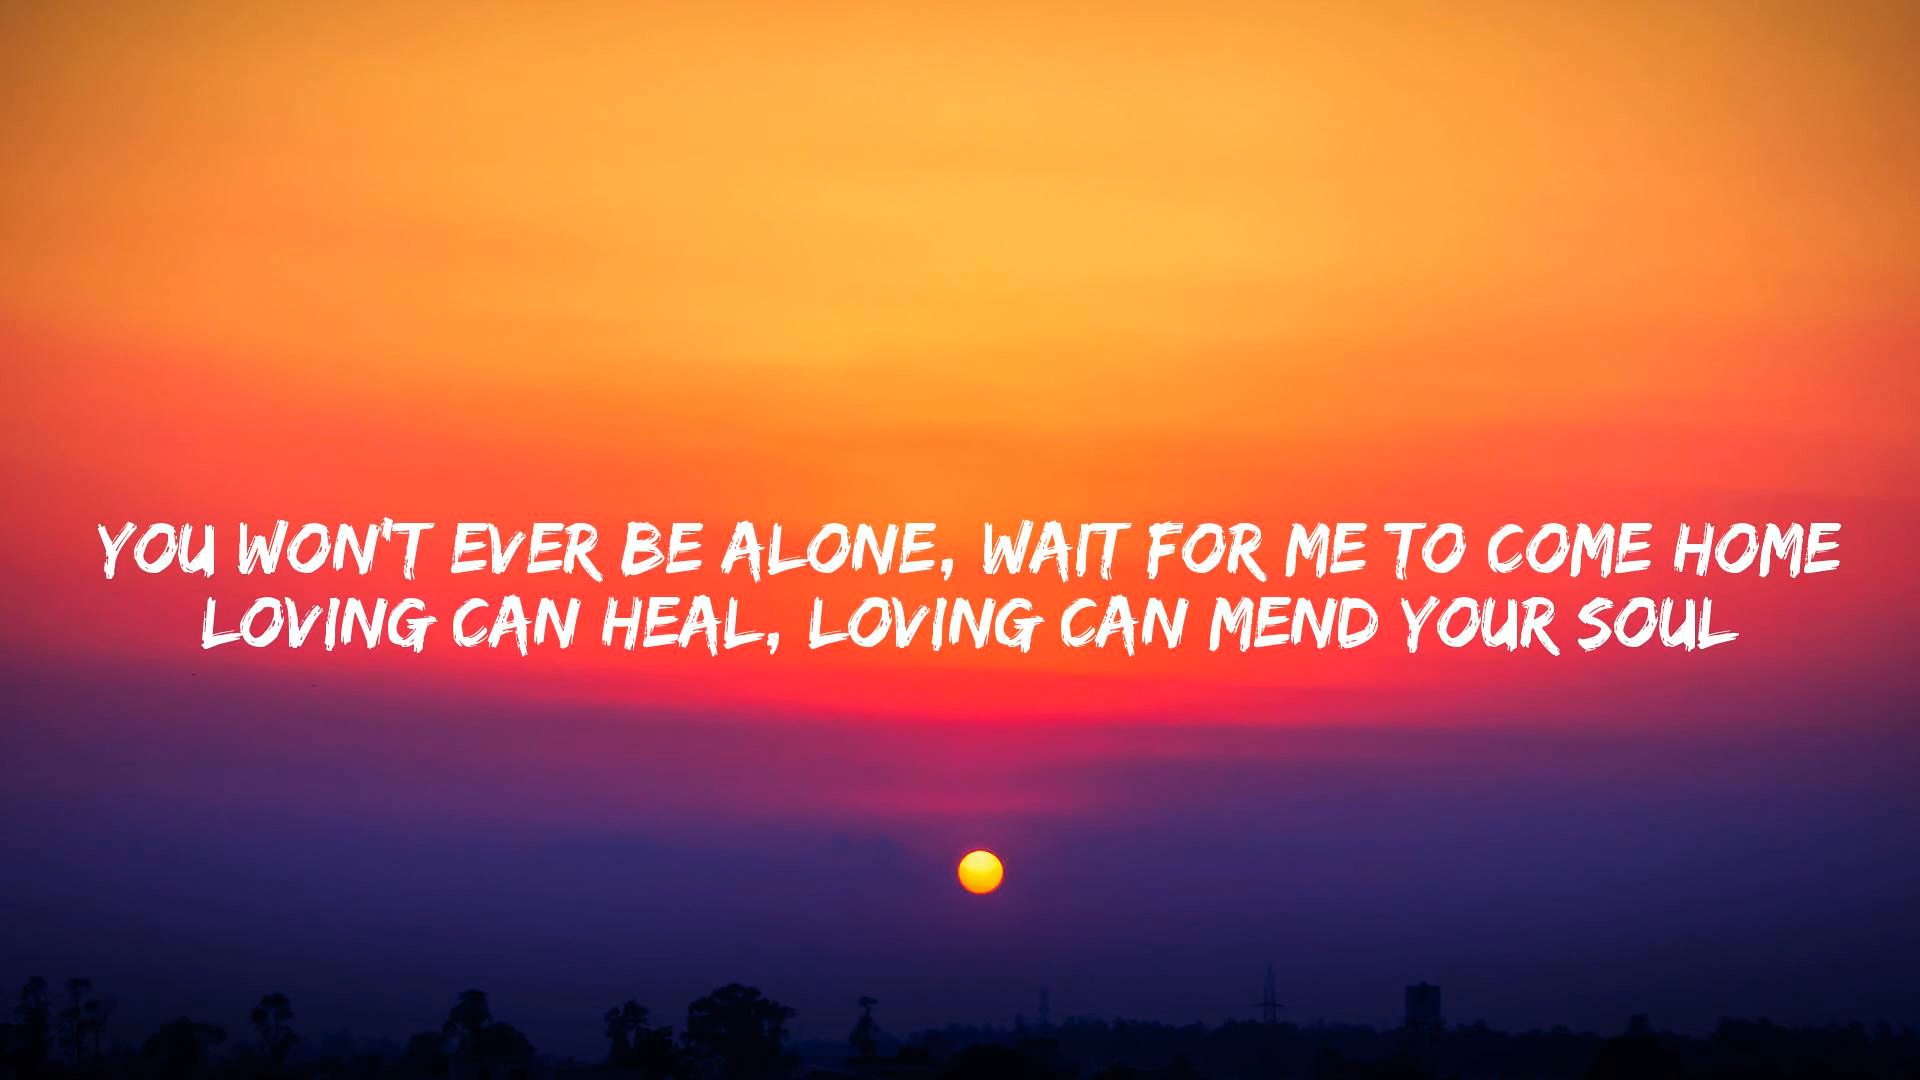 YOU WON'T EVER BE ALONE, WAIT FOR ME TO COME HOME
LOVING CAN HEAL, LOVING CAN MEND YOUR SOUL